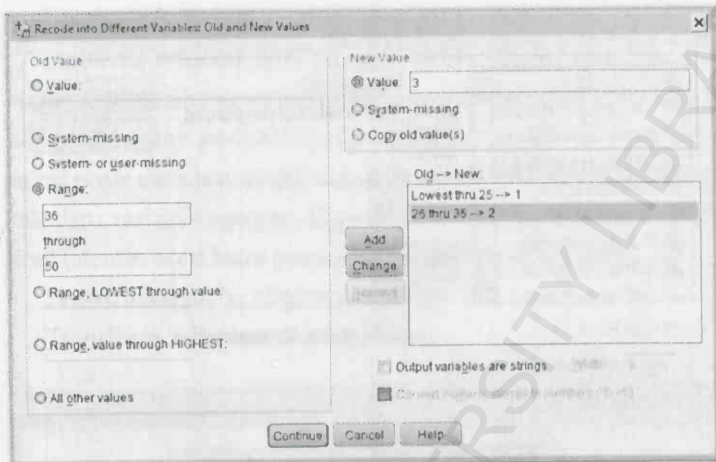 Recode into Different Variables: Old and New Values
Old Value
Value:
System-missing
System- or user-missing
Range:
36
through
50
Range, LOWEST through value:
Range, value through HIGHEST:
All other values
New Value
Value: 3
System-missing
Copy old value(s)
Old --> New
Lowest thru 25 --> 1
26 thru 35 --> 2
Add
Change
Remove
Output variables are strings
Continue
Cancel
Help
ERSITY LIBRA